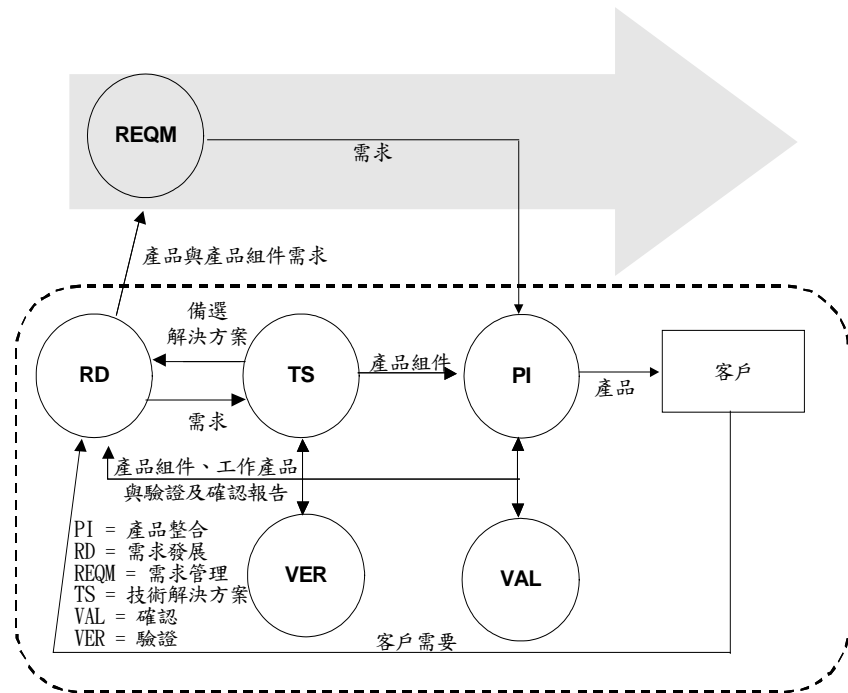 REQM
需求
產品與產品組件需求
備選
解決方案
RD
TS
產品組件
PI
產品
客戶
需求
產品組件、工作產品
與驗證及確認報告
PI = 產品整合
RD = 需求發展
REQM = 需求管理
TS = 技術解決方案
VAL = 確認
VER = 驗證
VER
VAL
客戶需要